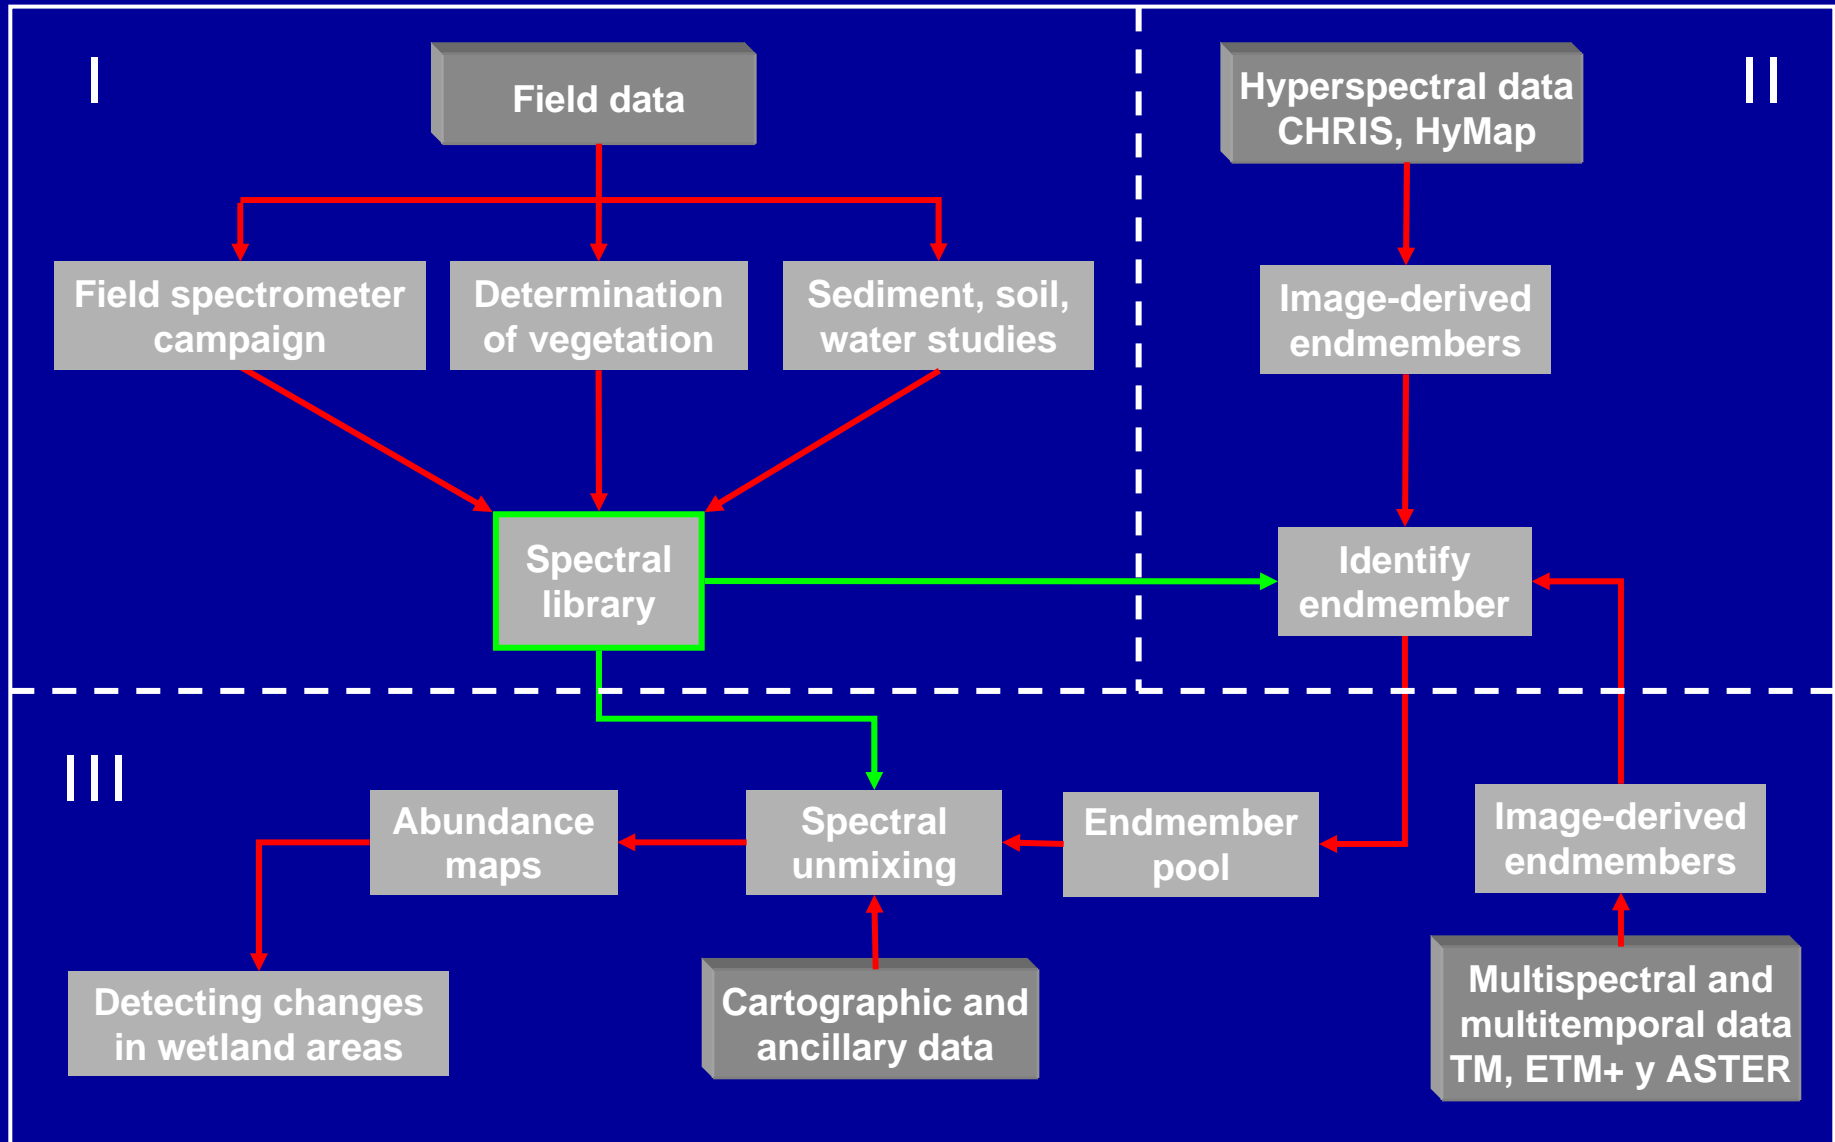 I
Field data
Field spectrometer
campaign
Determination
of vegetation
Sediment, soil,
water studies
Spectral
library
II
Hyperspectral data
CHRIS, HyMap
Image-derived
endmembers
Identify
endmember
III
Abundance
maps
Spectral
unmixing
Endmember
pool
Image-derived
endmembers
Detecting changes
in wetland areas
Cartographic and
ancillary data
Multispectral and
multitemporal data
TM, ETM+ y ASTER